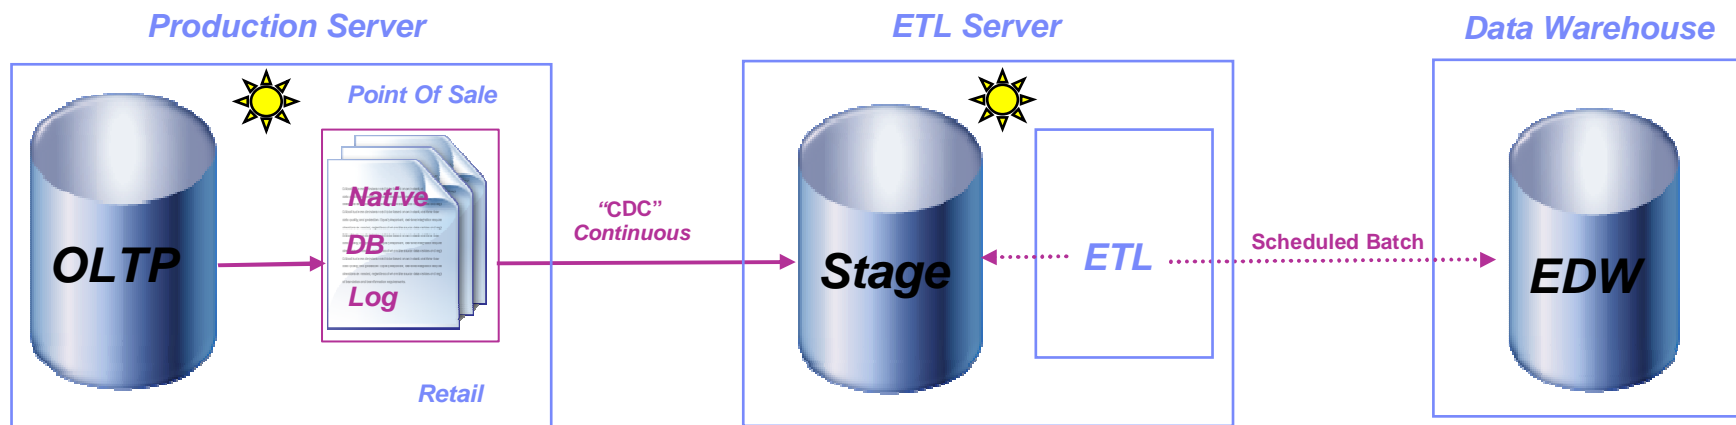 Production Server
ETL Server
Data Warehouse
Point Of Sale
Native
DB
Log
OLTP
Retail
“CDC”
Continuous
Stage
ETL
Scheduled Batch
EDW